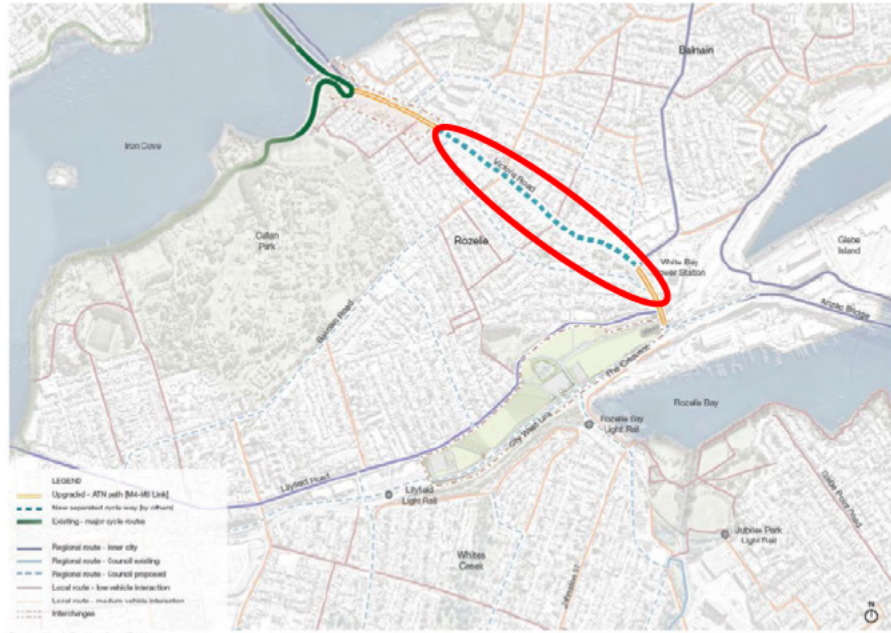 Balmain
Iron Cove
Victoria Road
Callan
Park
Rozelle
Glebe
Island
White Bay
Power Station
Anzac Bridge
Balmain Road
The Crescent
Rozelle Bay
City West Link
Rozelle Bay
Light Rail
Lilyfield Road
Lilyfield
Light Rail
Glebe Point Road
Jubilee Park
Light Rail
Whites
Creek
Johnston St
LEGEND
Upgraded - ATN path [M4-M5 Link]
New separated cycle way [by others]
Existing - major cycle routes
Regional route - Inner city
Regional route - Council existing
Regional route - Council proposed
Local route - low vehicle interaction
Local route - medium vehicle interaction
Interchanges
N